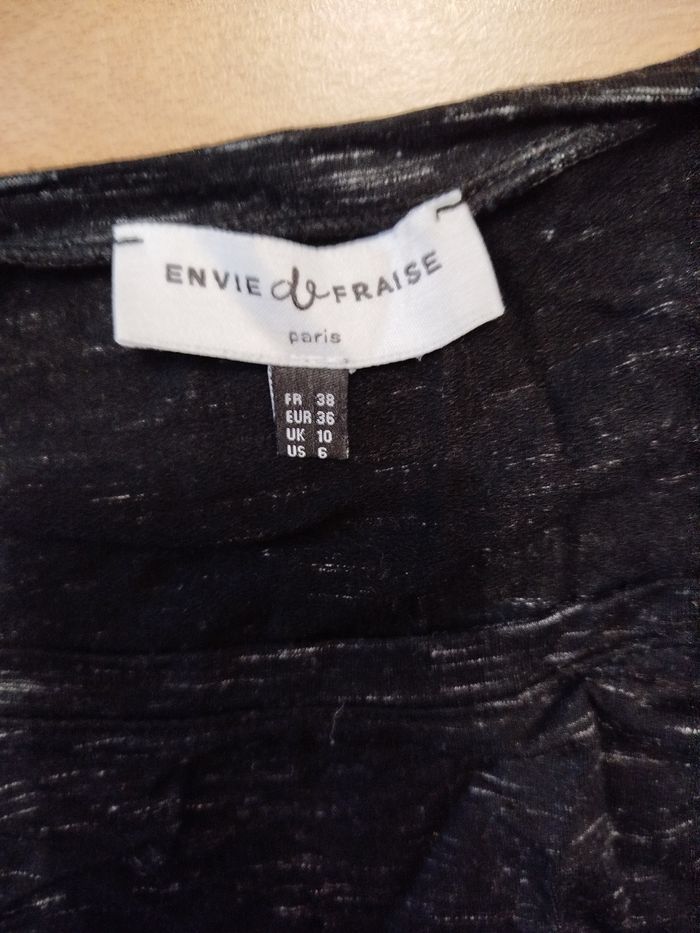 ENVIE de FRAISE
paris
FR 38
EUR 36
UK 10
US 6